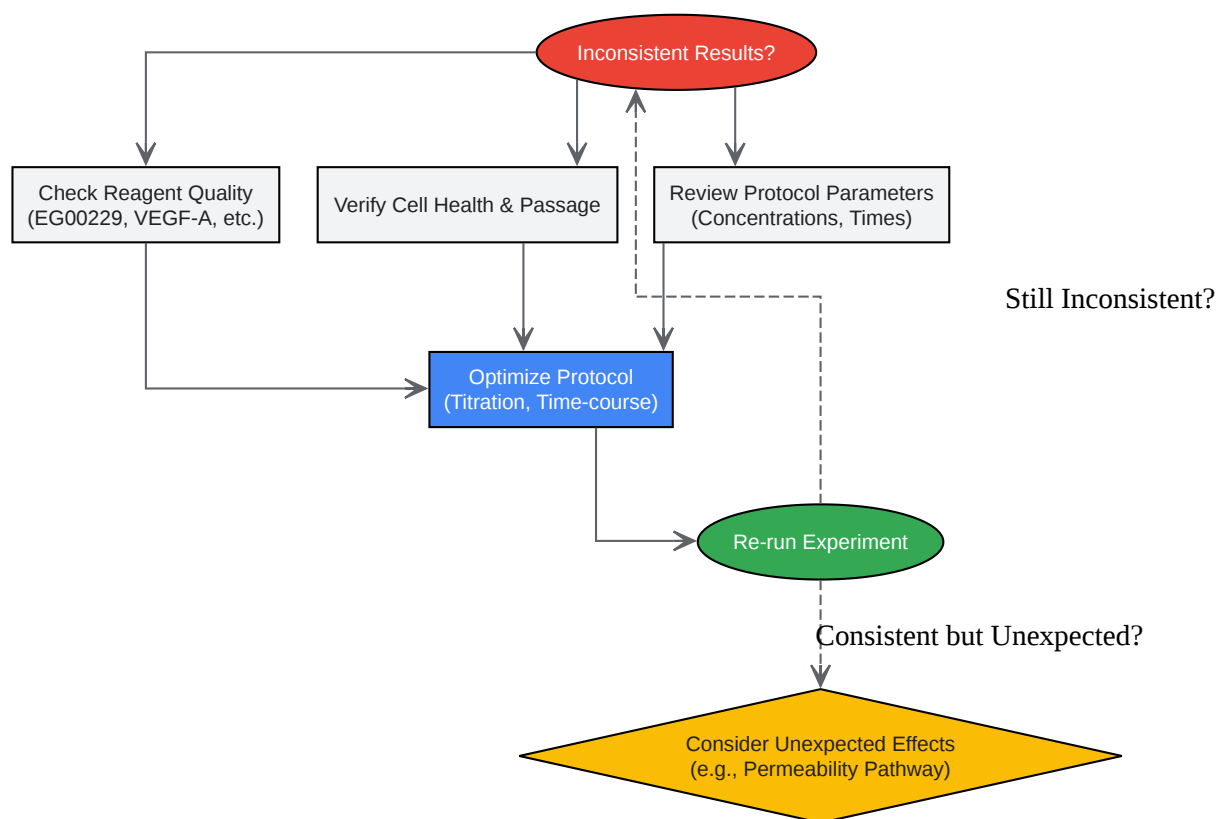 Inconsistent Results?
Check Reagent Quality
(EG00229, VEGF-A, etc.)
Verify Cell Health & Passage
Review Protocol Parameters
(Concentrations, Times)
Still Inconsistent?
Optimize Protocol
(Titration, Time-course)
Re-run Experiment
Consistent but Unexpected?
Consider Unexpected Effects
(e.g., Permeability Pathway)